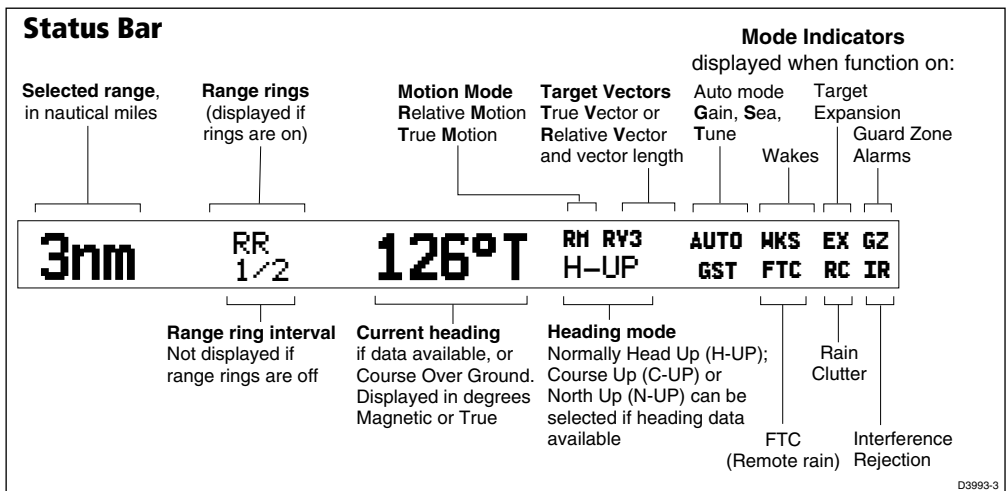 Status Bar
Mode Indicators
displayed when function on:
Selected range,
in nautical miles
Range rings
(displayed if
rings are on)
Motion Mode
Relative Motion
True Motion
Target Vectors
True Vector or
Relative Vector
and vector length
Auto mode
Gain, Sea,
Tune
Wakes
Target
Expansion
Guard Zone
Alarms
3nm
RR
1/2
126°T
RM RV3
H-UP
AUTO WKS EX GZ
GST FTC RC IR
Range ring interval
Not displayed if
range rings are off
Current heading
if data available, or
Course Over Ground.
Displayed in degrees
Magnetic or True
Heading mode
Normally Head Up (H-UP);
Course Up (C-UP) or
North Up (N-UP) can be
selected if heading data
available
Rain
Clutter
FTC
(Remote rain)
Interference
Rejection
D3993-3